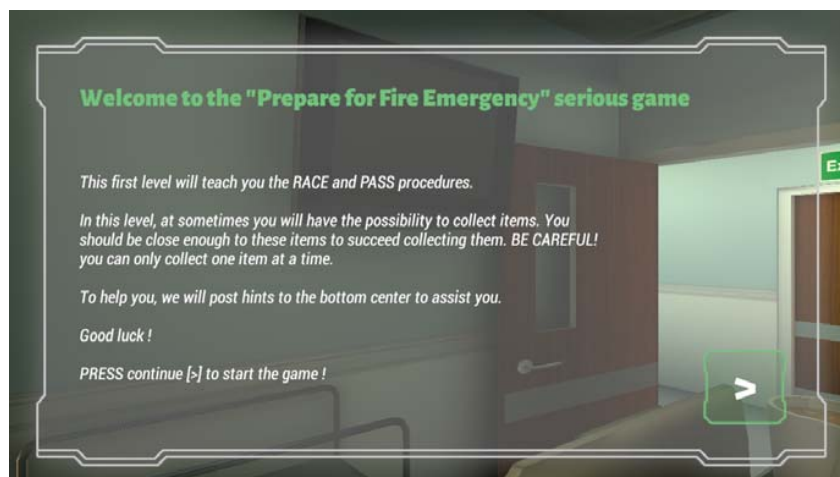 Welcome to the "Prepare for Fire Emergency" serious game
This first level will teach you the RACE and PASS procedures.
In this level, at sometimes you will have the possibility to collect items. You
should be close enough to these items to succeed collecting them. BE CAREFUL!
you can only collect one item at a time.
To help you, we will post hints to the bottom center to assist you.
Good luck !
PRESS continue [>] to start the game !
>